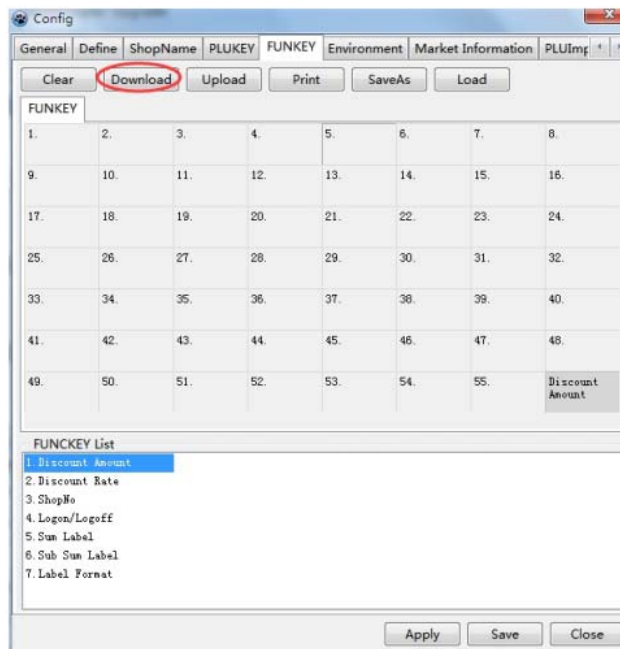 Config
General Define ShopName PLUKEY FUNKEY Environment Market Information PLUImp
Clear Download Upload Print SaveAs Load
FUNKEY
1. 2. 3. 4. 5. 6. 7. 8.
9. 10. 11. 12. 13. 14. 15. 16.
17. 18. 19. 20. 21. 22. 23. 24.
25. 26. 27. 28. 29. 30. 31. 32.
33. 34. 35. 36. 37. 38. 39. 40.
41. 42. 43. 44. 45. 46. 47. 48.
49. 50. 51. 52. 53. 54. 55. Discount
Amount
FUNCKEY List
1.Discount Amount
2.Discount Rate
3.ShopNo
4.Logon/Logoff
5.Sum Label
6.Sub Sum Label
7.Label Format
Apply Save Close